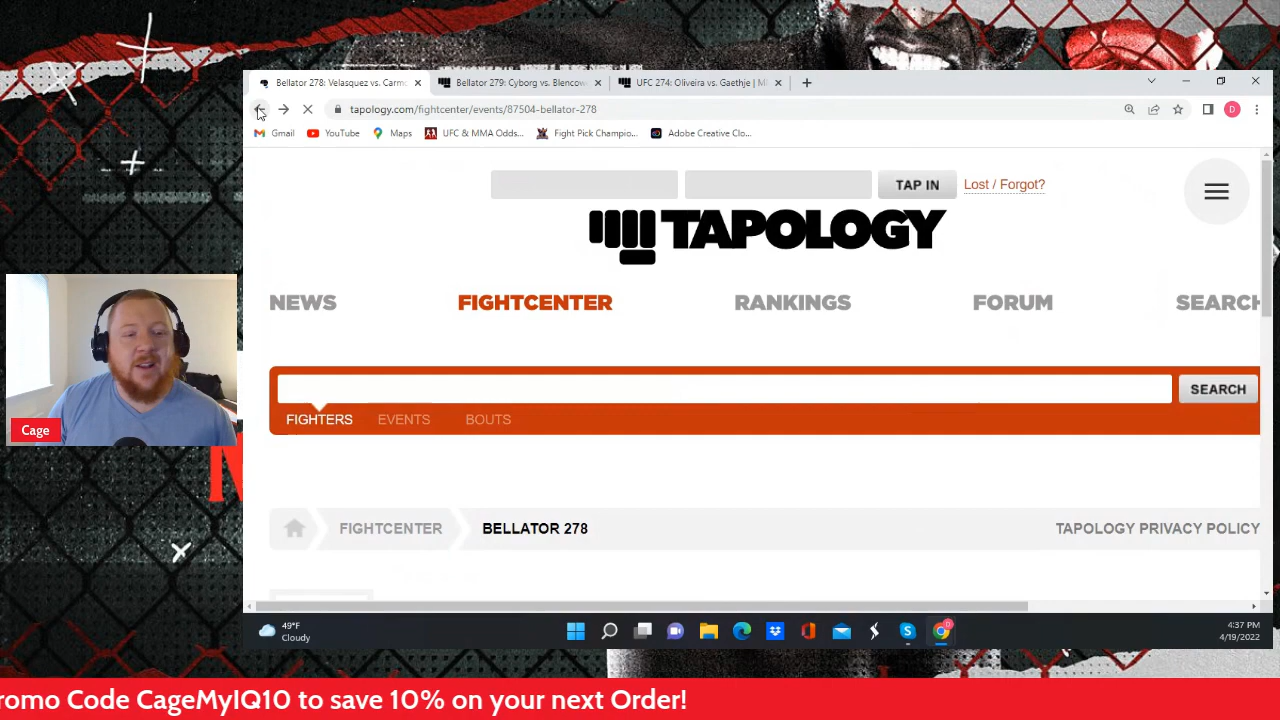 Bellator 278: Velasquez vs. Carmo
Bellator 279: Cyborg vs. Blencow
UFC 274: Oliveira vs. Gaethje | M
tapology.com/fightcenter/events/87504-bellator-278
D
Gmail
YouTube
Maps
UFC & MMA Odds...
Fight Pick Champio...
Adobe Creative Clo...
TAP IN
Lost / Forgot?
TAPOLOGY
NEWS
FIGHTCENTER
RANKINGS
FORUM
SEARCH
SEARCH
FIGHTERS
EVENTS
BOUTS
Cage
FIGHTCENTER
BELLATOR 278
TAPOLOGY PRIVACY POLICY
49°F
Cloudy
4:37 PM
4/19/2022
romo Code CageMyIQ10 to save 10% on your next Order!